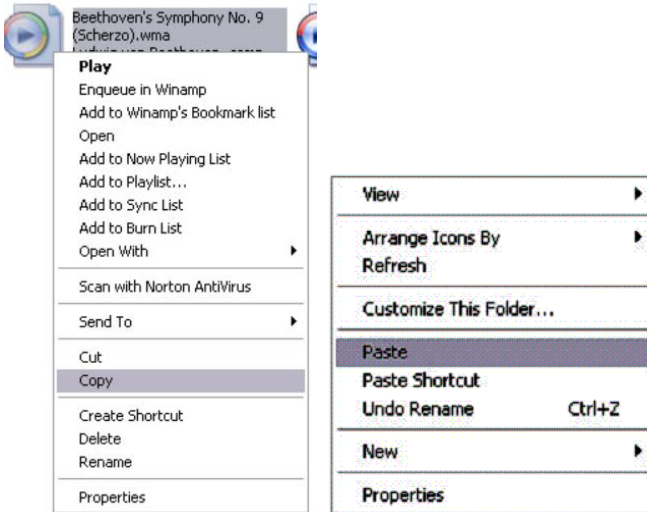 Beethoven's Symphony No. 9
(Scherzo).wma
Ludwig van Beethoven
Play
Enqueue in Winamp
Add to Winamp's Bookmark list
Open
Add to Now Playing List
Add to Playlist...
Add to Sync List
Add to Burn List
Open With
Scan with Norton AntiVirus
Send To
Cut
Copy
Create Shortcut
Delete
Rename
Properties
View
Arrange Icons By
Refresh
Customize This Folder...
Paste
Paste Shortcut
Undo Rename Ctrl+Z
New
Properties